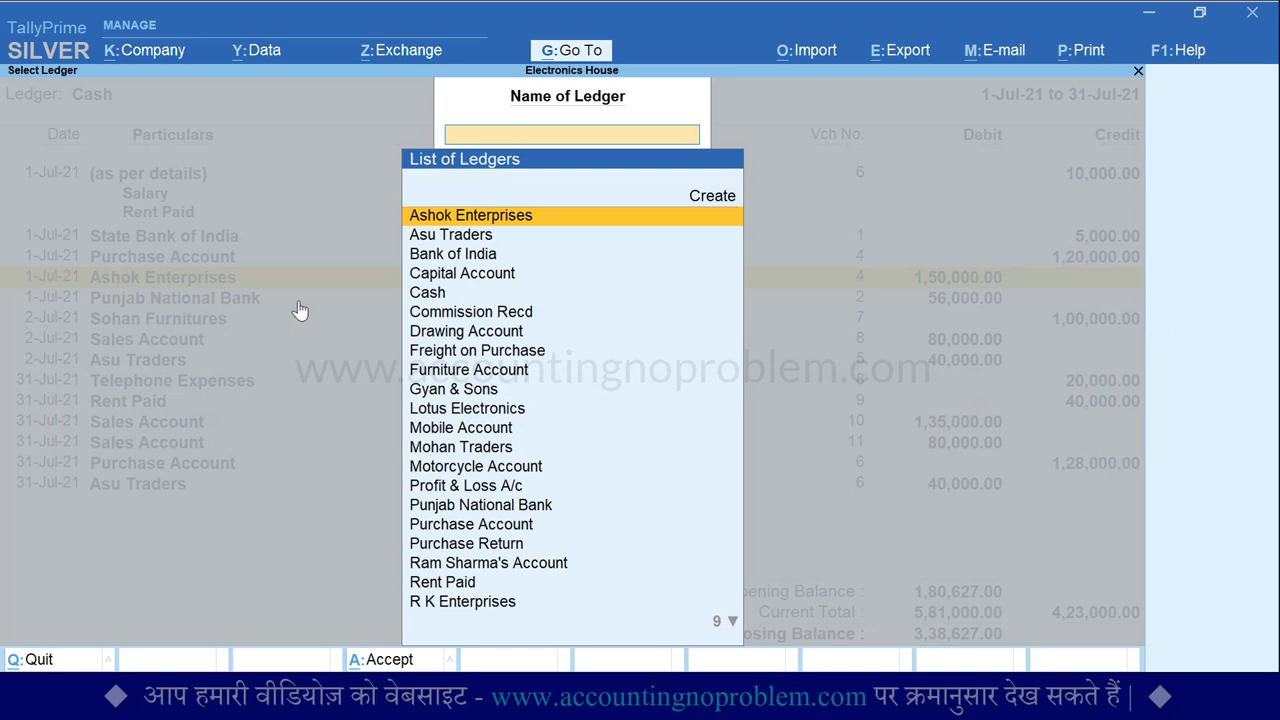 TallyPrime MANAGE
SILVER K:Company Y:Data Z:Exchange G:Go To O:Import E:Export M:E-mail P:Print F1:Help
Select Ledger Electronics House
Ledger: Cash 1-Jul-21 to 31-Jul-21
Name of Ledger
Date Particulars Vch No. Debit Credit
List of Ledgers
Create
Ashok Enterprises
Asu Traders
Bank of India
Capital Account
Cash
Commission Recd
Drawing Account
Freight on Purchase
Furniture Account
Gyan & Sons
Lotus Electronics
Mobile Account
Mohan Traders
Motorcycle Account
Profit & Loss A/c
Punjab National Bank
Purchase Account
Purchase Return
Ram Sharma's Account
Rent Paid
R K Enterprises
9 ▼
1-Jul-21 (as per details) 6 10,000.00
Salary
Rent Paid
1-Jul-21 State Bank of India 1 5,000.00
1-Jul-21 Purchase Account 4 1,20,000.00
1-Jul-21 Ashok Enterprises 4 1,50,000.00
1-Jul-21 Punjab National Bank 2 56,000.00
2-Jul-21 Sohan Furnitures 7 1,00,000.00
2-Jul-21 Sales Account 8 80,000.00
2-Jul-21 Asu Traders 5 40,000.00
31-Jul-21 Telephone Expenses 20,000.00
31-Jul-21 Rent Paid 9 40,000.00
31-Jul-21 Sales Account 10 1,35,000.00
31-Jul-21 Sales Account 11 80,000.00
31-Jul-21 Purchase Account 6 1,28,000.00
31-Jul-21 Asu Traders 6 40,000.00
www.accountingnoproblem.com
ening Balance : 1,80,627.00
Current Total : 5,81,000.00 4,23,000.00
osing Balance : 3,38,627.00
Q:Quit A:Accept
आप हमारी वीडियोज़ को वेबसाइट - www.accountingnoproblem.com पर क्रमानुसार देख सकते हैं |